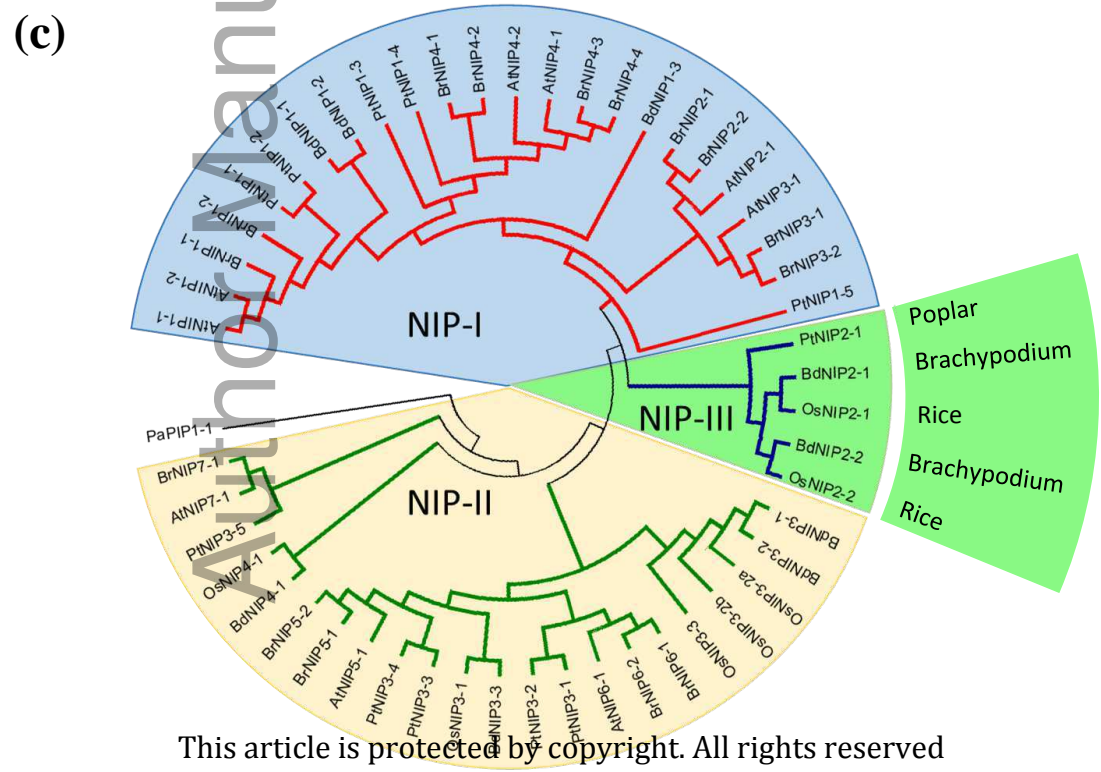 (c)
Author Manu
AtNIP1-1
AtNIP1-2
BrNIP1-1
BrNIP1-2
PtNIP1-1
PtNIP1-2
BdNIP1-1
BdNIP1-2
PtNIP1-3
PtNIP1-4
BrNIP4-1
BrNIP4-2
AtNIP4-2
AtNIP4-1
BrNIP4-3
BrNIP4-4
BdNIP1-3
BrNIP2-1
BrNIP2-2
AtNIP2-1
AtNIP3-1
BrNIP3-1
BrNIP3-2
PtNIP1-5
NIP-I
PtNIP2-1
BdNIP2-1
OsNIP2-1
BdNIP2-2
OsNIP2-2
NIP-III
Poplar
Brachypodium
Rice
Brachypodium
Rice
PaPIP1-1
NIP-II
BrNIP7-1
AtNIP7-1
PtNIP3-5
OsNIP4-1
BdNIP4-1
BrNIP5-2
BrNIP5-1
AtNIP5-1
PtNIP3-4
PtNIP3-3
OsNIP3-1
BdNIP3-3
PtNIP3-2
PtNIP3-1
AtNIP6-1
BrNIP6-2
BrNIP6-1
OsNIP3-3
OsNIP3-2b
OsNIP3-2a
BdNIP3-2
BdNIP3-1
This article is protected by copyright. All rights reserved